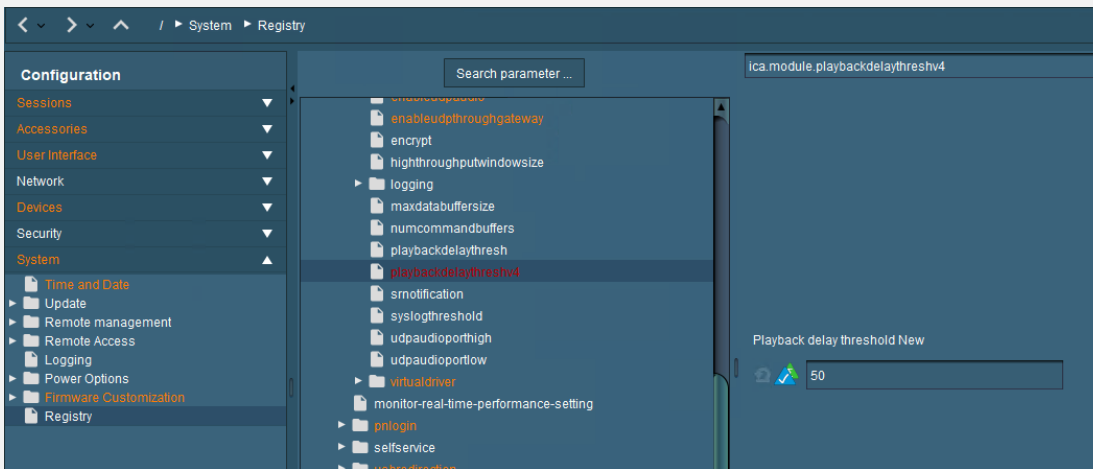 / System Registry
Configuration
Sessions
Accessories
User Interface
Network
Devices
Security
System
Time and Date
Update
Remote management
Remote Access
Logging
Power Options
Firmware Customization
Registry
Search parameter ...
enableudpaudio
enableudpthroughgateway
encrypt
highthroughputwindowsize
logging
maxdatabuffersize
numcommandbuffers
playbackdelaythresh
playbackdelaythreshv4
srnotification
syslogthreshold
udpaudioporthigh
udpaudioportlow
virtualdriver
monitor-real-time-performance-setting
pnlogin
selfservice
ica.module.playbackdelaythreshv4
Playback delay threshold New
50